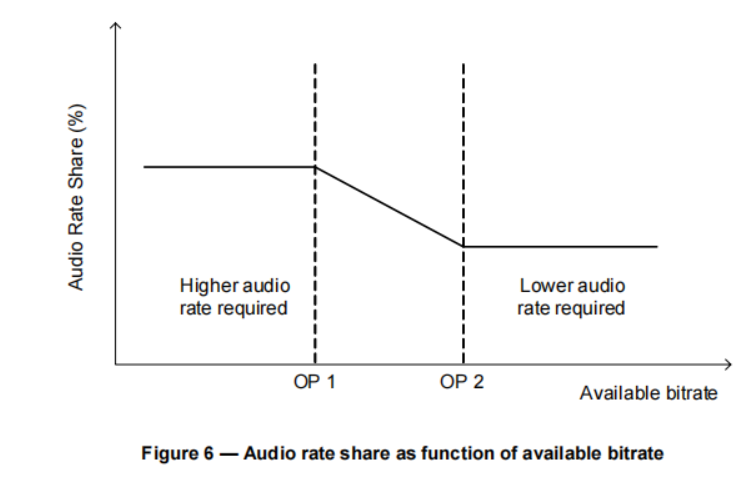 Audio Rate Share (%)
Higher audio
rate required
Lower audio
rate required
OP 1
OP 2
Available bitrate
Figure 6 — Audio rate share as function of available bitrate